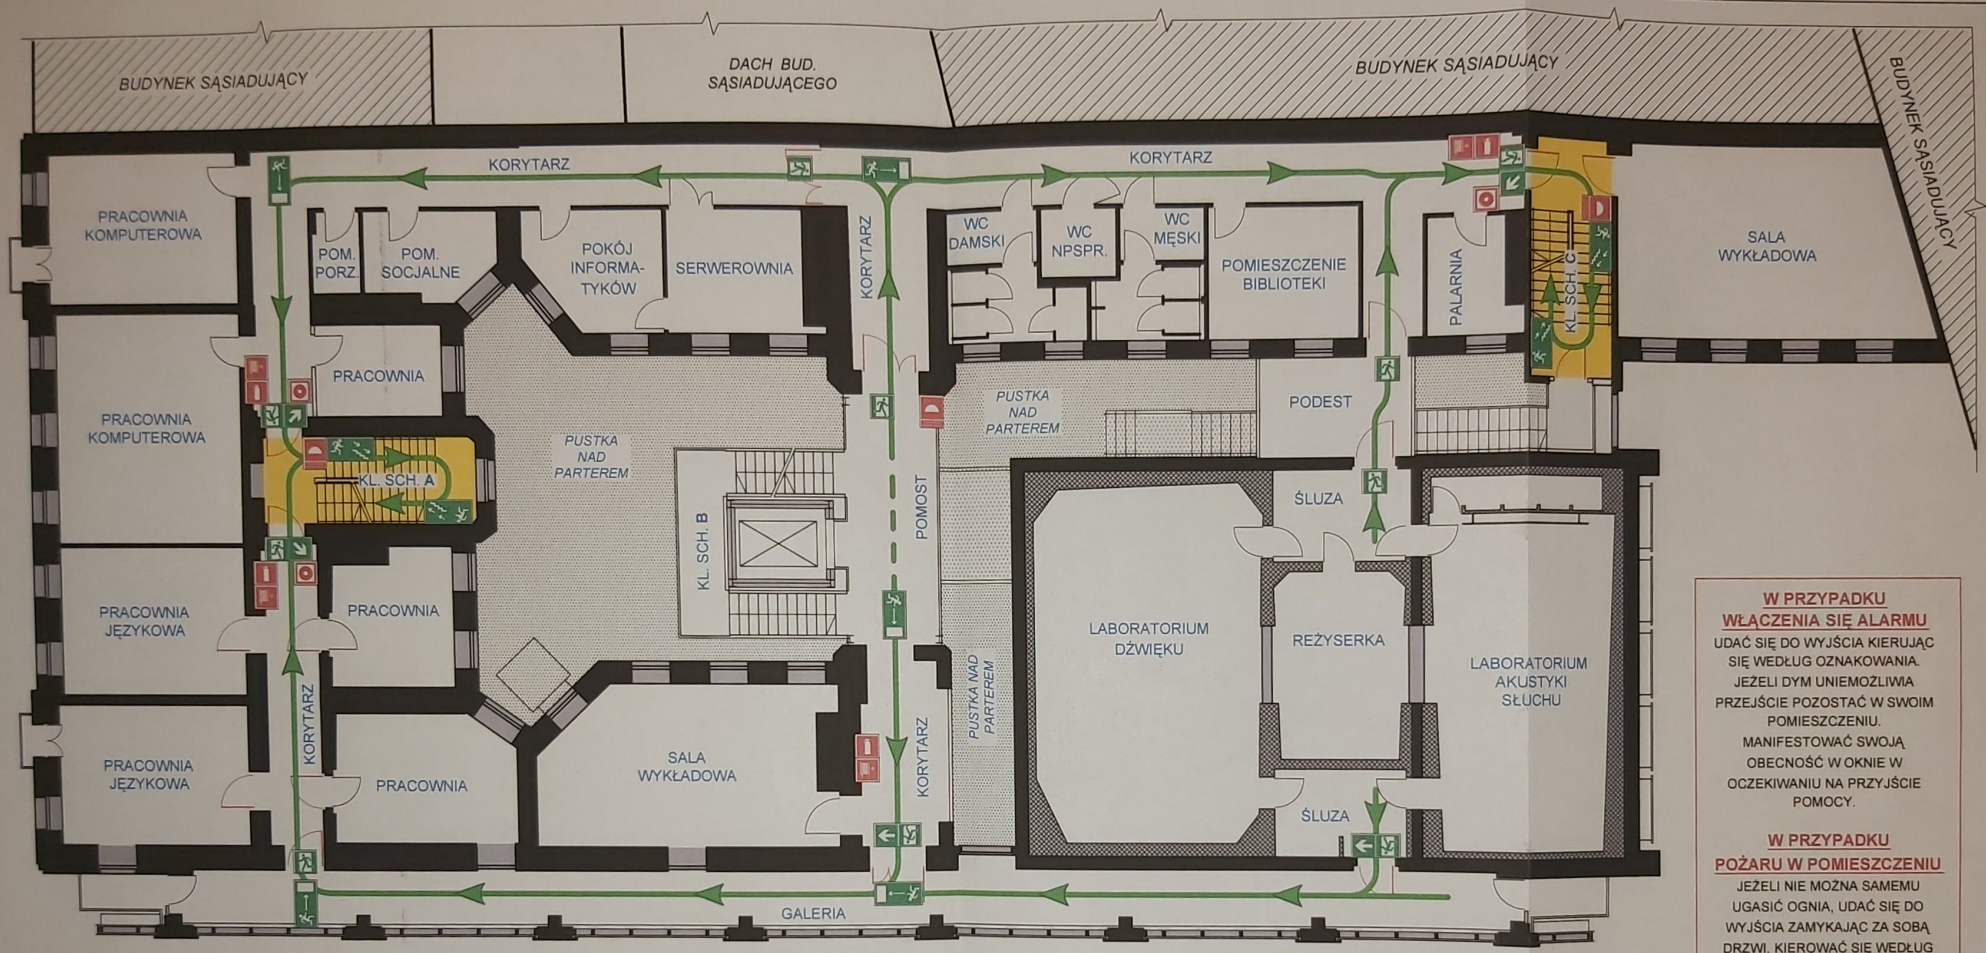 BUDYNEK SĄSIADUJĄCY
DACH BUD.
SĄSIADUJĄCEGO
BUDYNEK SĄSIADUJĄCY
BUDYNEK SĄSIADUJĄCY
KORYTARZ
KORYTARZ
PRACOWNIA
KOMPUTEROWA
POM.
PORZ.
POM.
SOCJALNE
POKÓJ
INFORMA-
TYKÓW
SERWEROWNIA
KORYTARZ
WC
DAMSKI
WC
NPSPR.
WC
MĘSKI
POMIESZCZENIE
BIBLIOTEKI
PALARNIA
KL. SCH. C
SALA
WYKŁADOWA
PRACOWNIA
PRACOWNIA
KOMPUTEROWA
PUSTKA
NAD
PARTEREM
PUSTKA
NAD
PARTEREM
PODEST
KL. SCH. A
KL. SCH. B
POMOST
ŚLUZA
PRACOWNIA
JĘZYKOWA
PRACOWNIA
LABORATORIUM
DŹWIĘKU
REŻYSERKA
LABORATORIUM
AKUSTYKI
SŁUCHU
PUSTKA NAD
PARTEREM
KORYTARZ
PRACOWNIA
JĘZYKOWA
PRACOWNIA
SALA
WYKŁADOWA
KORYTARZ
ŚLUZA
GALERIA
W PRZYPADKU
WŁĄCZENIA SIĘ ALARMU
UDAĆ SIĘ DO WYJŚCIA KIERUJĄC
SIĘ WEDŁUG OZNAKOWANIA.
JEŻELI DYM UNIEMOŻLIWIA
PRZEJŚCIE POZOSTAĆ W SWOIM
POMIESZCZENIU.
MANIFESTOWAĆ SWOJĄ
OBECNOŚĆ W OKNIE W
OCZEKIWANIU NA PRZYJŚCIE
POMOCY.
W PRZYPADKU
POŻARU W POMIESZCZENIU
JEŻELI NIE MOŻNA SAMEMU
UGASIĆ OGNIA, UDAĆ SIĘ DO
WYJŚCIA ZAMYKAJĄC ZA SOBĄ
DRZWI. KIEROWAĆ SIĘ WEDŁUG